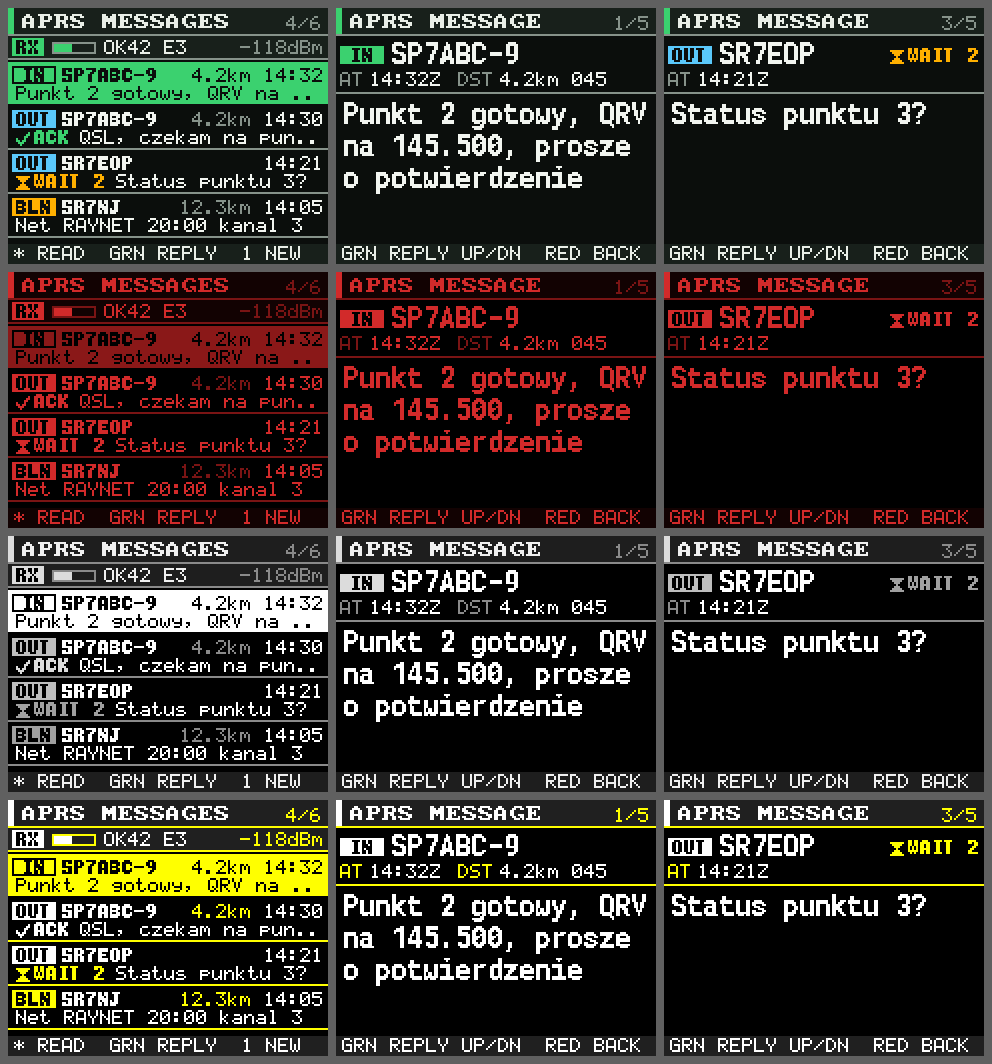 APRS MESSAGES 4/6
RX OK42 E3 -118dBm
IN SP7ABC-9 4.2km 14:32
Punkt 2 gotowy, QRV na ..
OUT SP7ABC-9 4.2km 14:30
ACK QSL, czekam na pun..
OUT SR7EOP 14:21
WAIT 2 Status punktu 3?
BLN SR7NJ 12.3km 14:05
Net RAYNET 20:00 kanal 3
* READ GRN REPLY 1 NEW
APRS MESSAGE 1/5
IN SP7ABC-9
AT 14:32Z DST 4.2km 045
Punkt 2 gotowy, QRV
na 145.500, prosze
o potwierdzenie
GRN REPLY UP/DN RED BACK
APRS MESSAGE 3/5
OUT SR7EOP WAIT 2
AT 14:21Z
Status punktu 3?
GRN REPLY UP/DN RED BACK
APRS MESSAGES 4/6
RX OK42 E3 -118dBm
IN SP7ABC-9 4.2km 14:32
Punkt 2 gotowy, QRV na ..
OUT SP7ABC-9 4.2km 14:30
ACK QSL, czekam na pun..
OUT SR7EOP 14:21
WAIT 2 Status punktu 3?
BLN SR7NJ 12.3km 14:05
Net RAYNET 20:00 kanal 3
* READ GRN REPLY 1 NEW
APRS MESSAGE 1/5
IN SP7ABC-9
AT 14:32Z DST 4.2km 045
Punkt 2 gotowy, QRV
na 145.500, prosze
o potwierdzenie
GRN REPLY UP/DN RED BACK
APRS MESSAGE 3/5
OUT SR7EOP WAIT 2
AT 14:21Z
Status punktu 3?
GRN REPLY UP/DN RED BACK
APRS MESSAGES 4/6
RX OK42 E3 -118dBm
IN SP7ABC-9 4.2km 14:32
Punkt 2 gotowy, QRV na ..
OUT SP7ABC-9 4.2km 14:30
ACK QSL, czekam na pun..
OUT SR7EOP 14:21
WAIT 2 Status punktu 3?
BLN SR7NJ 12.3km 14:05
Net RAYNET 20:00 kanal 3
* READ GRN REPLY 1 NEW
APRS MESSAGE 1/5
IN SP7ABC-9
AT 14:32Z DST 4.2km 045
Punkt 2 gotowy, QRV
na 145.500, prosze
o potwierdzenie
GRN REPLY UP/DN RED BACK
APRS MESSAGE 3/5
OUT SR7EOP WAIT 2
AT 14:21Z
Status punktu 3?
GRN REPLY UP/DN RED BACK
APRS MESSAGES 4/6
RX OK42 E3 -118dBm
IN SP7ABC-9 4.2km 14:32
Punkt 2 gotowy, QRV na ..
OUT SP7ABC-9 4.2km 14:30
ACK QSL, czekam na pun..
OUT SR7EOP 14:21
WAIT 2 Status punktu 3?
BLN SR7NJ 12.3km 14:05
Net RAYNET 20:00 kanal 3
* READ GRN REPLY 1 NEW
APRS MESSAGE 1/5
IN SP7ABC-9
AT 14:32Z DST 4.2km 045
Punkt 2 gotowy, QRV
na 145.500, prosze
o potwierdzenie
GRN REPLY UP/DN RED BACK
APRS MESSAGE 3/5
OUT SR7EOP WAIT 2
AT 14:21Z
Status punktu 3?
GRN REPLY UP/DN RED BACK